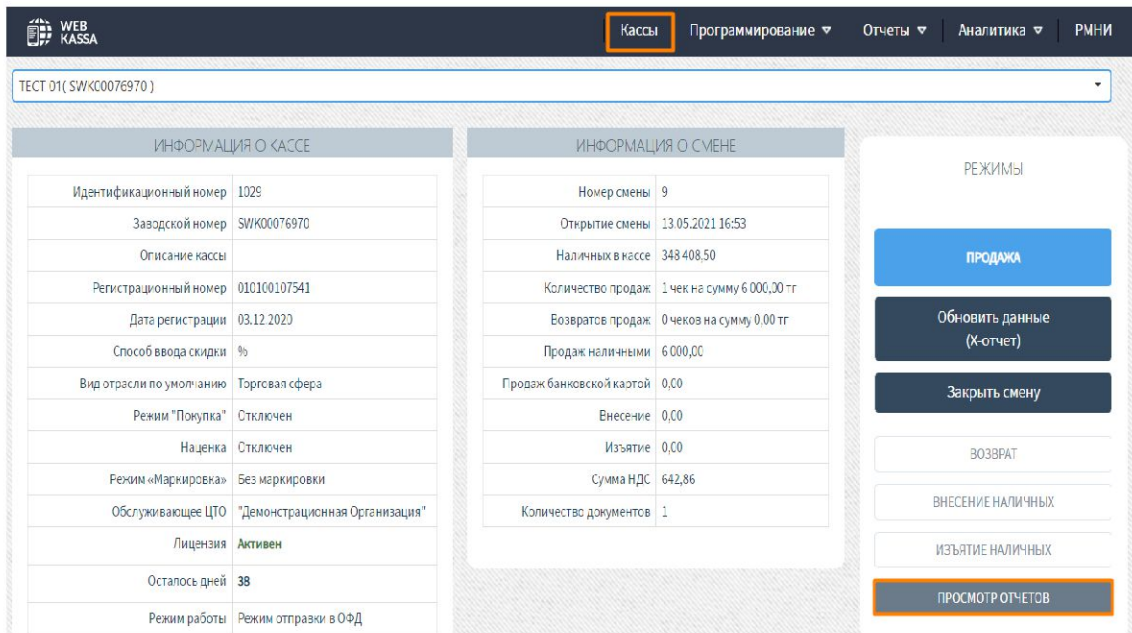 WEB
KASSA
Кассы
Программирование
Отчеты
Аналитика
РМНИ
ТЕСТ 01( SWK00076970 )
ИНФОРМАЦИЯ О КАССЕ
Идентификационный номер 1029
Заводской номер SWK00076970
Описание кассы
Регистрационный номер 010100107541
Дата регистрации 03.12.2020
Способ ввода скидки %
Вид отрасли по умолчанию Торговая сфера
Режим "Покупка" Отключен
Наценка Отключен
Режим «Маркировка» Без маркировки
Обслуживающее ЦТО "Демонстрационная Организация"
Лицензия Активен
Осталось дней 38
Режим работы Режим отправки в ОФД
ИНФОРМАЦИЯ О СМЕНЕ
Номер смены 9
Открытие смены 13.05.2021 16:53
Наличных в кассе 348 408,50
Количество продаж 1 чек на сумму 6 000,00 тг
Возвратов продаж 0 чеков на сумму 0,00 тг
Продаж наличными 6 000,00
Продаж банковской картой 0,00
Внесение 0,00
Изъятие 0,00
Сумма НДС 642,86
Количество документов 1
РЕЖИМЫ
ПРОДАЖА
Обновить данные
(X-отчет)
Закрыть смену
ВОЗВРАТ
ВНЕСЕНИЕ НАЛИЧНЫХ
ИЗЪЯТИЕ НАЛИЧНЫХ
ПРОСМОТР ОТЧЕТОВ